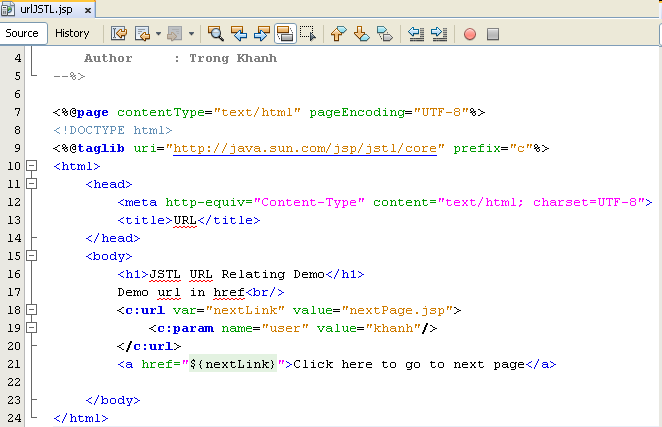 urlJSTL.jsp x
Source History
4 Author : Trong Khanh
5 --%>
6
7 <%@page contentType="text/html" pageEncoding="UTF-8"%>
8 <!DOCTYPE html>
9 <%@taglib uri="http://java.sun.com/jsp/jstl/core" prefix="c"%>
10 <html>
11 <head>
12 <meta http-equiv="Content-Type" content="text/html; charset=UTF-8">
13 <title>URL</title>
14 </head>
15 <body>
16 <h1>JSTL URL Relating Demo</h1>
17 Demo url in href<br/>
18 <c:url var="nextLink" value="nextPage.jsp">
19 <c:param name="user" value="khanh"/>
20 </c:url>
21 <a href="${nextLink}">Click here to go to next page</a>
22
23 </body>
24 </html>